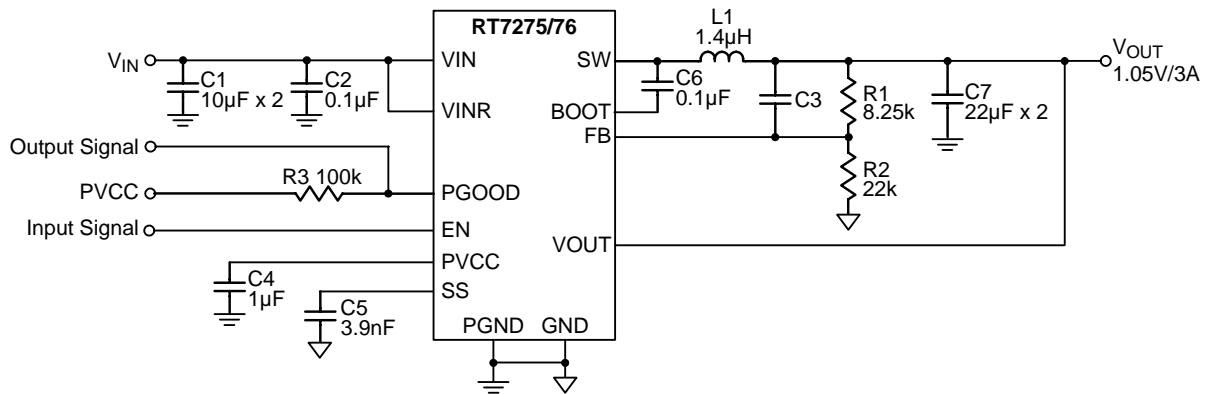 RT7275/76
V_IN
C1
10µF x 2
C2
0.1µF
VIN
VINR
Output Signal
PVCC
R3 100k
PGOOD
Input Signal
EN
PVCC
C4
1µF
SS
C5
3.9nF
PGND GND
SW
BOOT
FB
VOUT
C6
0.1µF
L1
1.4µH
C3
R1
8.25k
R2
22k
C7
22µF x 2
V_OUT
1.05V/3A